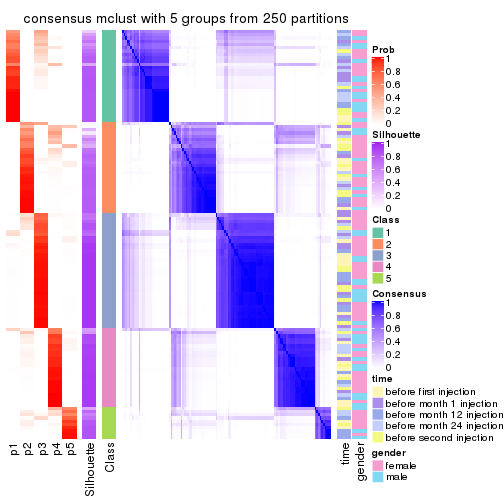 consensus mclust with 5 groups from 250 partitions
Prob
1
0.8
0.6
0.4
0.2
0
Silhouette
1
0.8
0.6
0.4
0.2
0
Class
1
2
3
4
5
Consensus
1
0.8
0.6
0.4
0.2
0
time
before first injection
before month 1 injection
before month 12 injection
before month 24 injection
before second injection
gender
female
male
p1
p2
p3
p4
p5
Silhouette
Class
time
gender